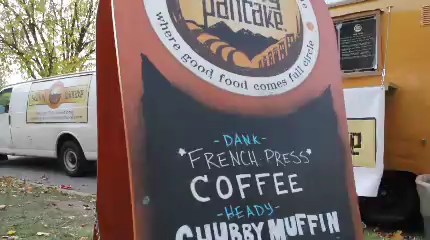 pancake
where good food comes full circle
-DANK-
"FRENCH PRESS"
COFFEE
-HEADY-
CHUBBY MUFFIN